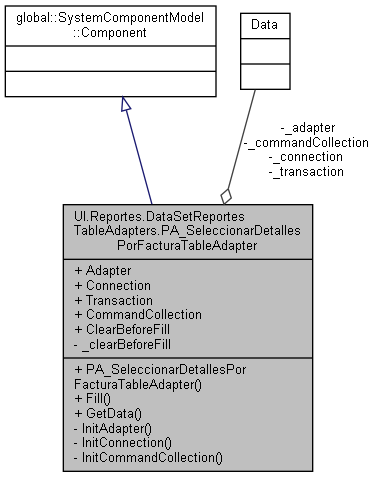 global::SystemComponentModel
::Component
Data
-_adapter
-_commandCollection
-_connection
-_transaction
UI.Reportes.DataSetReportes
TableAdapters.PA_SeleccionarDetalles
PorFacturaTableAdapter
+ Adapter
+ Connection
+ Transaction
+ CommandCollection
+ ClearBeforeFill
- _clearBeforeFill
+ PA_SeleccionarDetallesPor
FacturaTableAdapter()
+ Fill()
+ GetData()
- InitAdapter()
- InitConnection()
- InitCommandCollection()